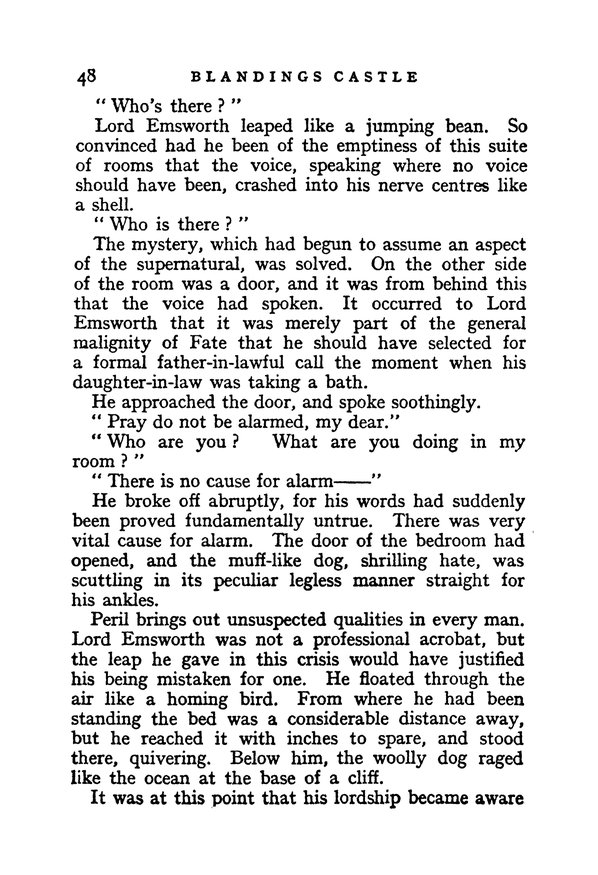 48 BLANDINGS CASTLE
“ Who's there ? ”
Lord Emsworth leaped like a jumping bean. So
convinced had he been of the emptiness of this suite
of rooms that the voice, speaking where no voice
should have been, crashed into his nerve centres like
a shell.
“ Who is there ? ”
The mystery, which had begun to assume an aspect
of the supernatural, was solved. On the other side
of the room was a door, and it was from behind this
that the voice had spoken. It occurred to Lord
Emsworth that it was merely part of the general
malignity of Fate that he should have selected for
a formal father-in-lawful call the moment when his
daughter-in-law was taking a bath.
He approached the door, and spoke soothingly.
“ Pray do not be alarmed, my dear.”
“ Who are you ? What are you doing in my
room ? ”
“ There is no cause for alarm——”
He broke off abruptly, for his words had suddenly
been proved fundamentally untrue. There was very
vital cause for alarm. The door of the bedroom had
opened, and the muff-like dog, shrilling hate, was
scuttling in its peculiar legless manner straight for
his ankles.
Peril brings out unsuspected qualities in every man.
Lord Emsworth was not a professional acrobat, but
the leap he gave in this crisis would have justified
his being mistaken for one. He floated through the
air like a homing bird. From where he had been
standing the bed was a considerable distance away,
but he reached it with inches to spare, and stood
there, quivering. Below him, the woolly dog raged
like the ocean at the base of a cliff.
It was at this point that his lordship became aware